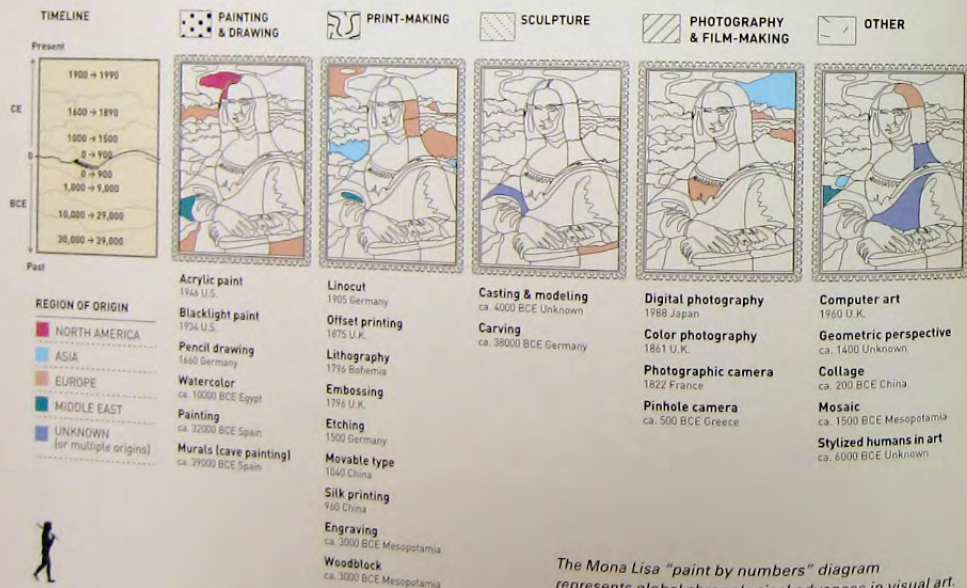 TIMELINE
Present
CE
0
BCE
Past
1900 → 1990
1600 → 1890
1000 → 1500
0 → 900
0 → 900
1,000 → 9,000
10,000 → 29,000
30,000 → 39,000
REGION OF ORIGIN
NORTH AMERICA
ASIA
EUROPE
MIDDLE EAST
UNKNOWN
(or multiple origins)
PAINTING
& DRAWING
Acrylic paint
1946 U.S.
Blacklight paint
1934 U.S.
Pencil drawing
1660 Germany
Watercolor
ca. 10000 BCE Egypt
Painting
ca. 32000 BCE Spain
Murals (cave painting)
ca. 39000 BCE Spain
PRINT-MAKING
Linocut
1905 Germany
Offset printing
1875 U.K.
Lithography
1796 Bohemia
Embossing
1796 U.K.
Etching
1500 Germany
Movable type
1040 China
Silk printing
960 China
Engraving
ca. 3000 BCE Mesopotamia
Woodblock
ca. 3000 BCE Mesopotamia
SCULPTURE
Casting & modeling
ca. 4000 BCE Unknown
Carving
ca. 38000 BCE Germany
PHOTOGRAPHY
& FILM-MAKING
Digital photography
1988 Japan
Color photography
1861 U.K.
Photographic camera
1822 France
Pinhole camera
ca. 500 BCE Greece
OTHER
Computer art
1960 U.K.
Geometric perspective
ca. 1400 Unknown
Collage
ca. 200 BCE China
Mosaic
ca. 1500 BCE Mesopotamia
Stylized humans in art
ca. 6000 BCE Unknown
The Mona Lisa "paint by numbers" diagram
represents global chronological advances in visual art.